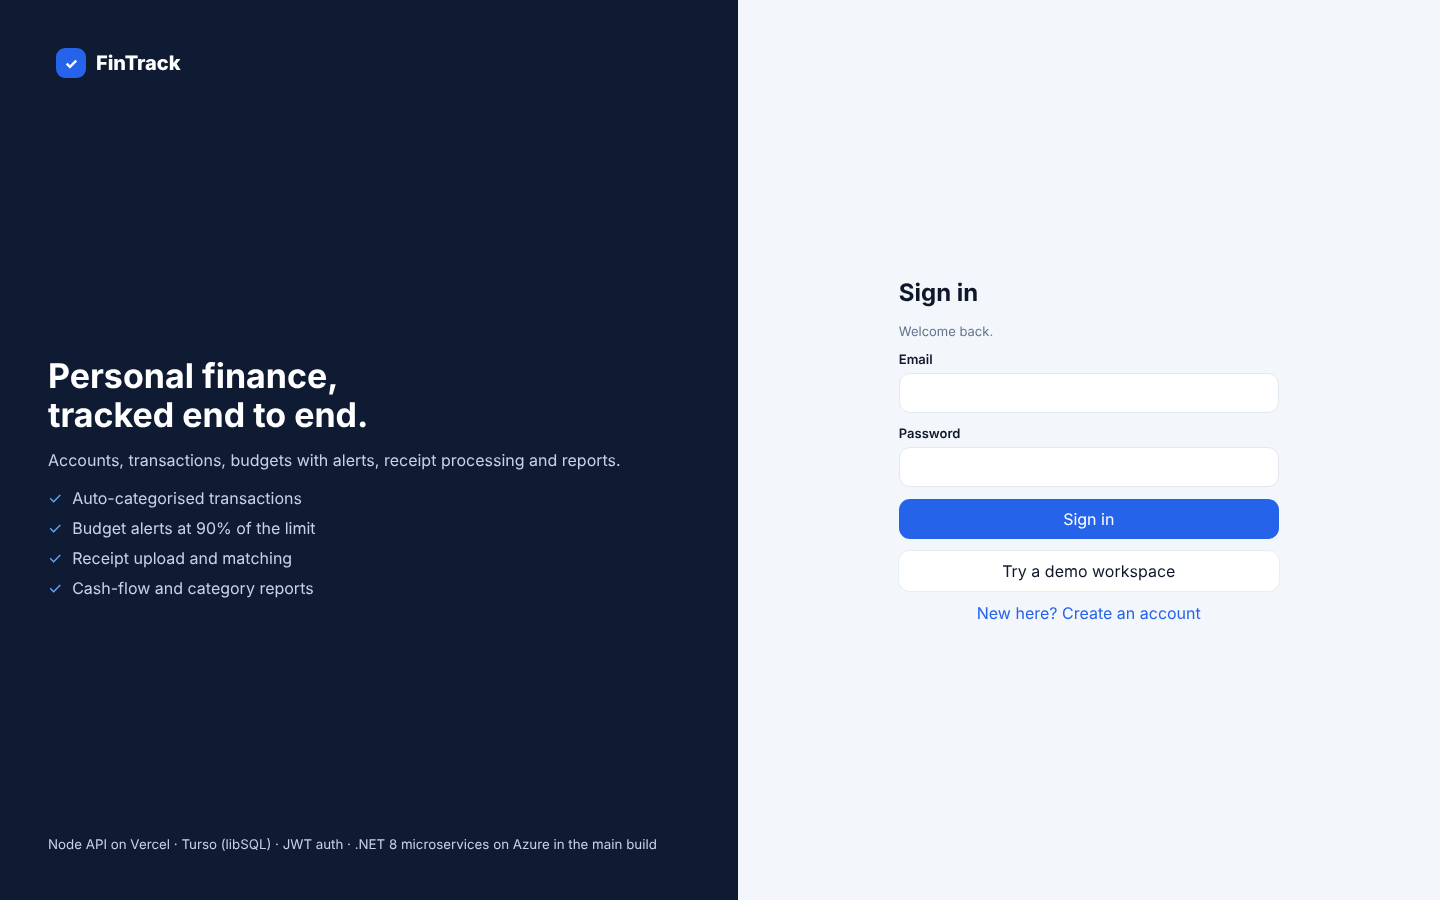 FinTrack
Personal finance,
tracked end to end.
Accounts, transactions, budgets with alerts, receipt processing and reports.
Auto-categorised transactions
Budget alerts at 90% of the limit
Receipt upload and matching
Cash-flow and category reports
Node API on Vercel · Turso (libSQL) · JWT auth · .NET 8 microservices on Azure in the main build
Sign in
Welcome back.
Email
Password
Sign in
Try a demo workspace
New here? Create an account